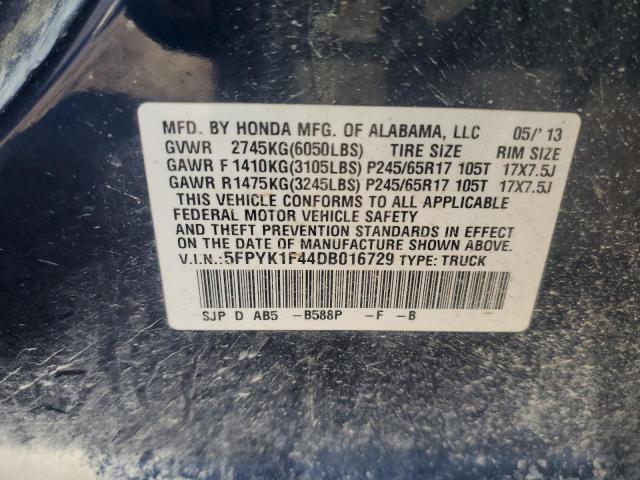 MFD. BY HONDA MFG. OF ALABAMA, LLC 05/'13
GVWR 2745KG(6050LBS) TIRE SIZE RIM SIZE
GAWR F1410KG(3105LBS) P245/65R17 105T 17X7.5J
GAWR R1475KG(3245LBS) P245/65R17 105T 17X7.5J
THIS VEHICLE CONFORMS TO ALL APPLICABLE
FEDERAL MOTOR VEHICLE SAFETY
AND THEFT PREVENTION STANDARDS IN EFFECT
ON THE DATE OF MANUFACTURE SHOWN ABOVE.
V.I.N.:5FPYK1F44DB016729 TYPE: TRUCK
SJP D AB5 -B588P -F -B